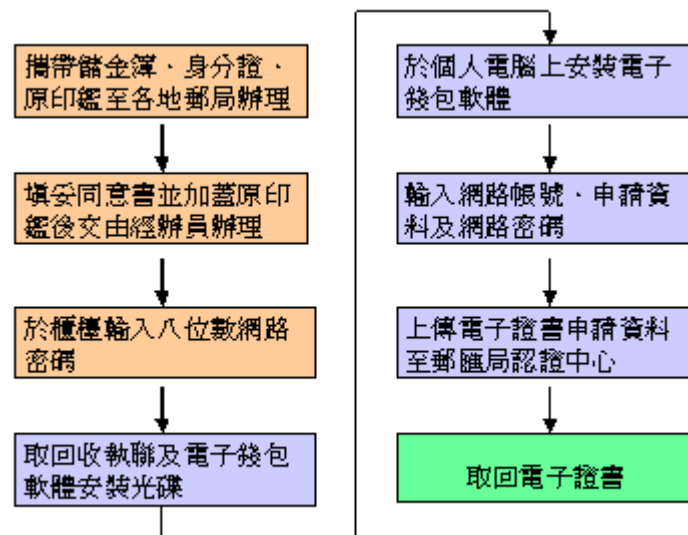 攜帶儲金簿、身分證、
原印鑑至各地郵局辦理
填妥同意書並加蓋原印
鑑後交由經辦員辦理
於櫃檯輸入八位數網路
密碼
取回收執聯及電子錢包
軟體安裝光碟
於個人電腦上安裝電子
錢包軟體
輸入網路帳號、申請資
料及網路密碼
上傳電子證書申請資料
至郵匯局認證中心
取回電子證書